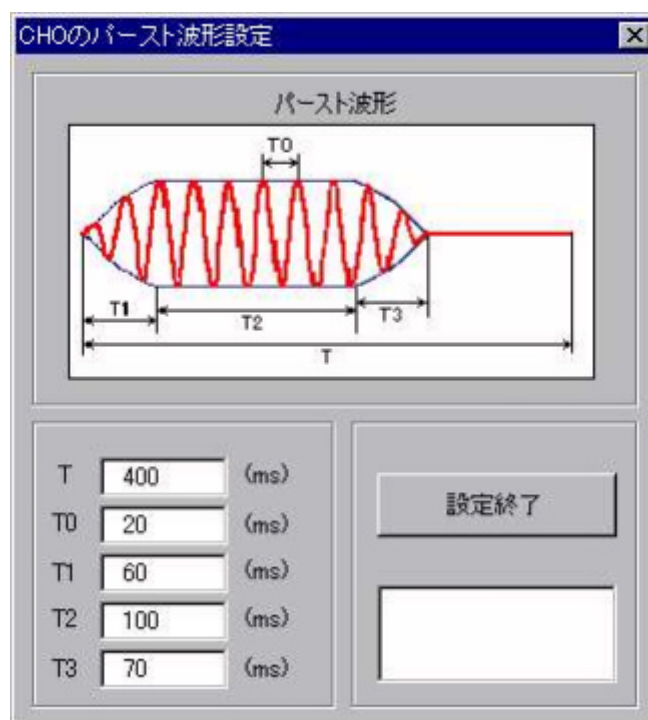 CH0のバースト波形設定
バースト波形
T0
T1
T2
T3
T
T 400 (ms)
T0 20 (ms)
T1 60 (ms)
T2 100 (ms)
T3 70 (ms)
設定終了